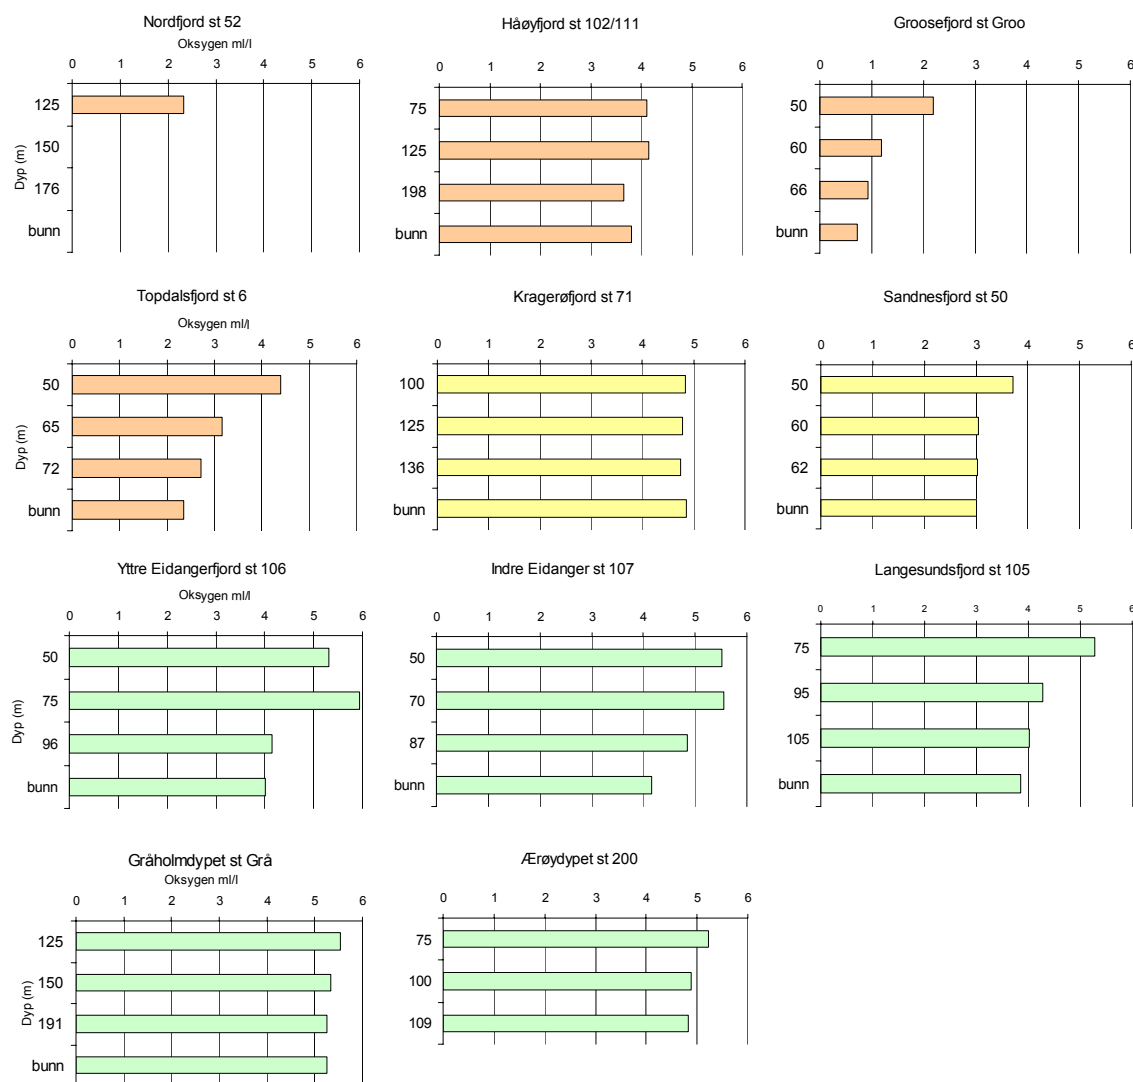 Nordfjord st 52
Oksygen ml/l
0 1 2 3 4 5 6
Dyp (m)
125
150
176
bunn
Håøyfjord st 102/111
0 1 2 3 4 5 6
75
125
198
bunn
Groosefjord st Groo
0 1 2 3 4 5 6
50
60
66
bunn
Topdalsfjord st 6
Oksygen ml/l
0 1 2 3 4 5 6
Dyp (m)
50
65
72
bunn
Kragerøfjord st 71
0 1 2 3 4 5 6
100
125
136
bunn
Sandnesfjord st 50
0 1 2 3 4 5 6
50
60
62
bunn
Yttre Eidangerfjord st 106
Oksygen ml/l
0 1 2 3 4 5 6
Dyp (m)
50
75
96
bunn
Indre Eidanger st 107
0 1 2 3 4 5 6
50
70
87
bunn
Langesundsfjord st 105
0 1 2 3 4 5 6
75
95
105
bunn
Gråholmdypet st Grå
Oksygen ml/l
0 1 2 3 4 5 6
Dyp (m)
125
150
191
bunn
Ærøydypet st 200
0 1 2 3 4 5 6
75
100
109